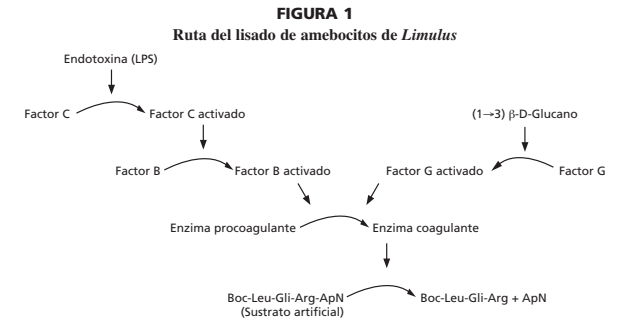 FIGURA 1
Ruta del lisado de amebocitos de Limulus
Endotoxina (LPS)
Factor C
Factor C activado
(1→3) β-D-Glucano
Factor B
Factor B activado
Factor G activado
Factor G
Enzima procoagulante
Enzima coagulante
Boc-Leu-Gli-Arg-ApN
(Sustrato artificial)
Boc-Leu-Gli-Arg + ApN